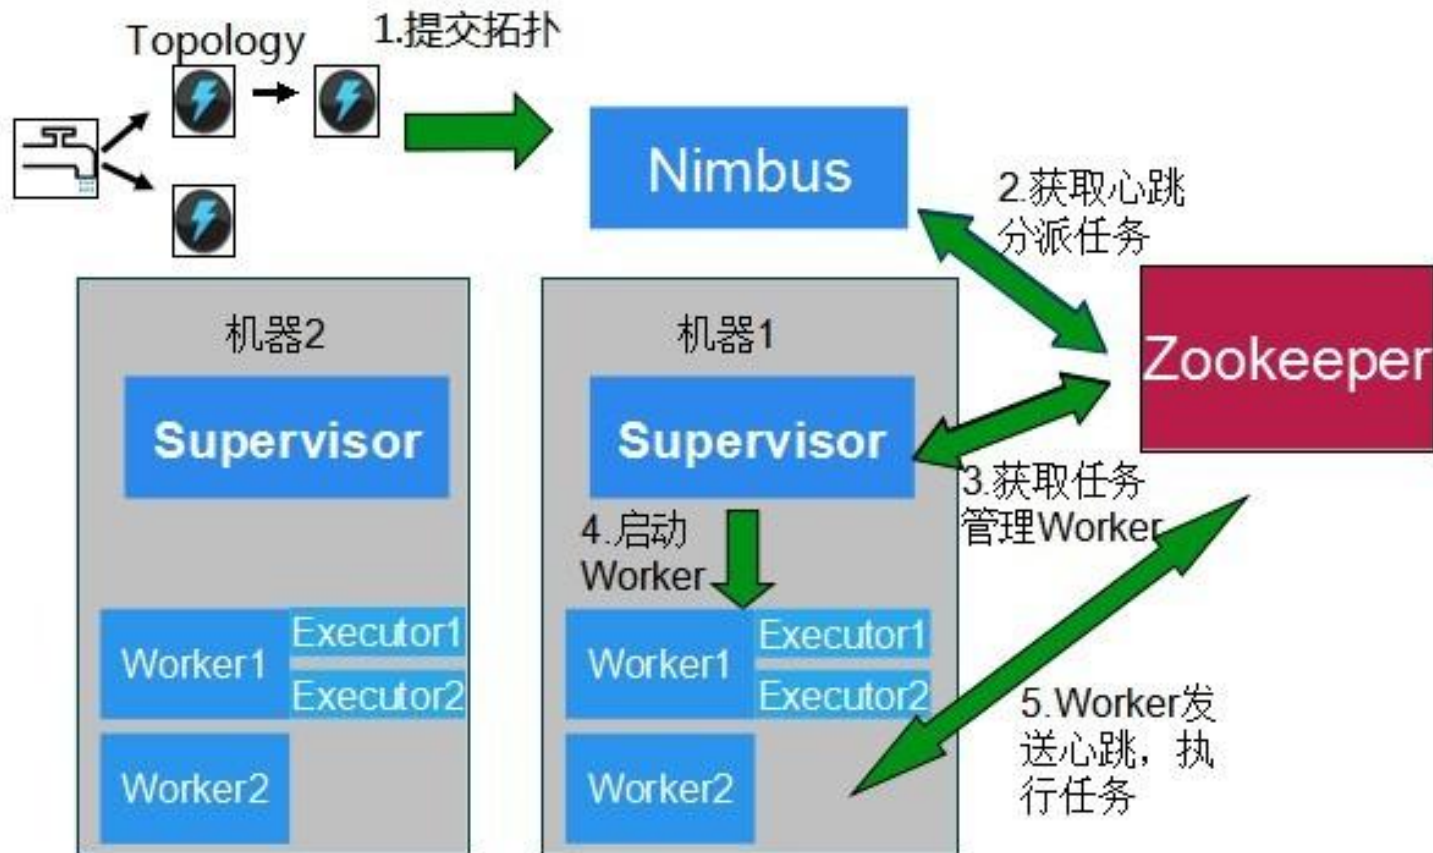 Topology
1.提交拓扑
Nimbus
2.获取心跳
分派任务
Zookeeper
机器2
Supervisor
Worker1
Executor1
Executor2
Worker2
机器1
Supervisor
3.获取任务
管理Worker
4.启动
Worker
Worker1
Executor1
Executor2
Worker2
5.Worker发
送心跳，执
行任务